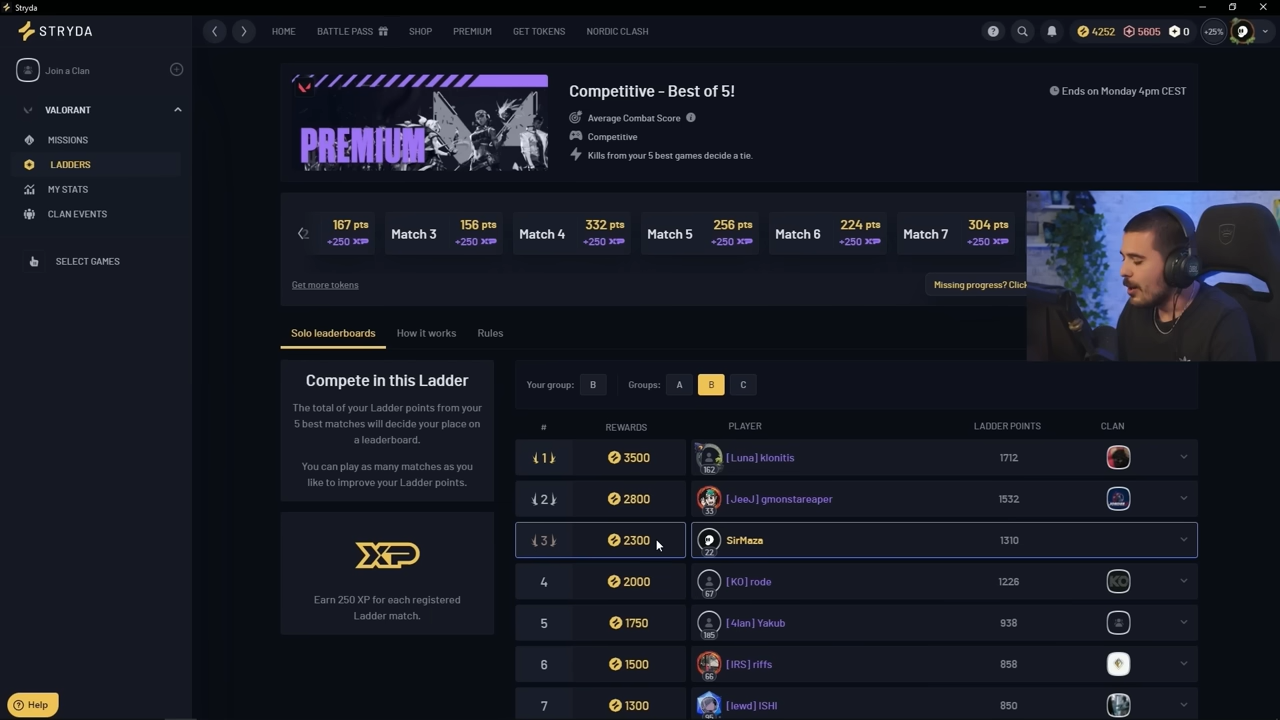 Stryda
STRYDA
HOME
BATTLE PASS
SHOP
PREMIUM
GET TOKENS
NORDIC CLASH
4252
5605
0
+25%
Join a Clan
VALORANT
MISSIONS
LADDERS
MY STATS
CLAN EVENTS
SELECT GAMES
PREMIUM
Competitive - Best of 5!
Average Combat Score
Competitive
Kills from your 5 best games decide a tie.
Ends on Monday 4pm CEST
2
167 pts
+250 XP
Match 3
156 pts
+250 XP
Match 4
332 pts
+250 XP
Match 5
256 pts
+250 XP
Match 6
224 pts
+250 XP
Match 7
304 pts
+250 XP
Get more tokens
Missing progress? Click
Solo leaderboards
How it works
Rules
Compete in this Ladder
The total of your Ladder points from your
5 best matches will decide your place on
a leaderboard.
You can play as many matches as you
like to improve your Ladder points.
XP
Earn 250 XP for each registered
Ladder match.
Your group:
B
Groups:
A
B
C
#
REWARDS
PLAYER
LADDER POINTS
CLAN
1
3500
162
[Luna] klonitis
1712
2
2800
33
[JeeJ] gmonstareaper
1532
3
2300
22
SirMaza
1310
4
2000
67
[KO] rode
1226
KO
5
1750
185
[4lan] Yakub
938
6
1500
66
[IRS] riffs
858
7
1300
[lewd] ISHI
850
Help